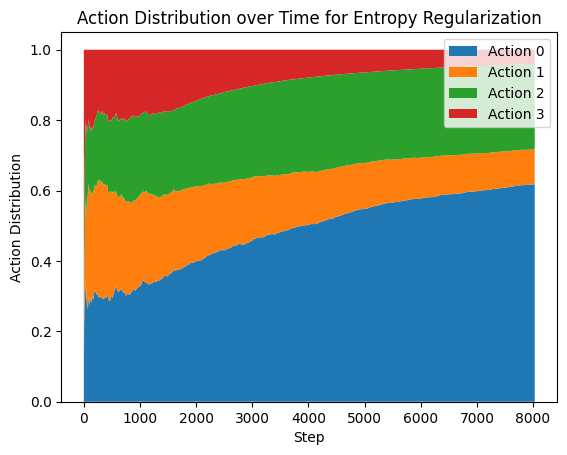 Action Distribution over Time for Entropy Regularization
Action Distribution
1.0
0.8
0.6
0.4
0.2
0.0
Action 0
Action 1
Action 2
Action 3
0 1000 2000 3000 4000 5000 6000 7000 8000
Step